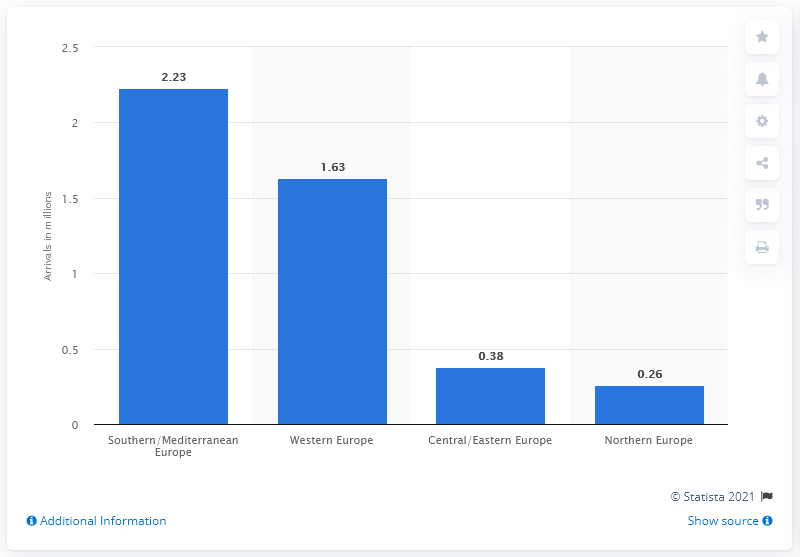 2.5
2
1.5
1
0.5
0
Arrivals in millions
2.23
1.63
0.38
0.26
Southern/Mediterranean
Europe
Western Europe
Central/Eastern Europe
Northern Europe
© Statista 2021
Additional Information
Show source